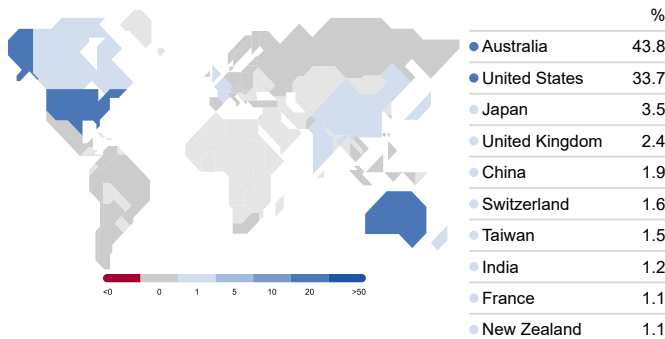 %
Australia 43.8
United States 33.7
Japan 3.5
United Kingdom 2.4
China 1.9
Switzerland 1.6
Taiwan 1.5
India 1.2
France 1.1
New Zealand 1.1
<0 0 1 5 10 20 >50